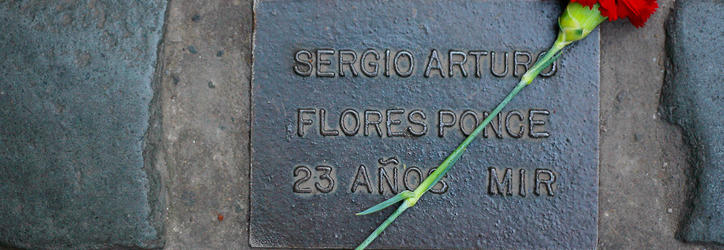 SERGIO ARTURO
FLORES PONCE
23 AÑOS MIR